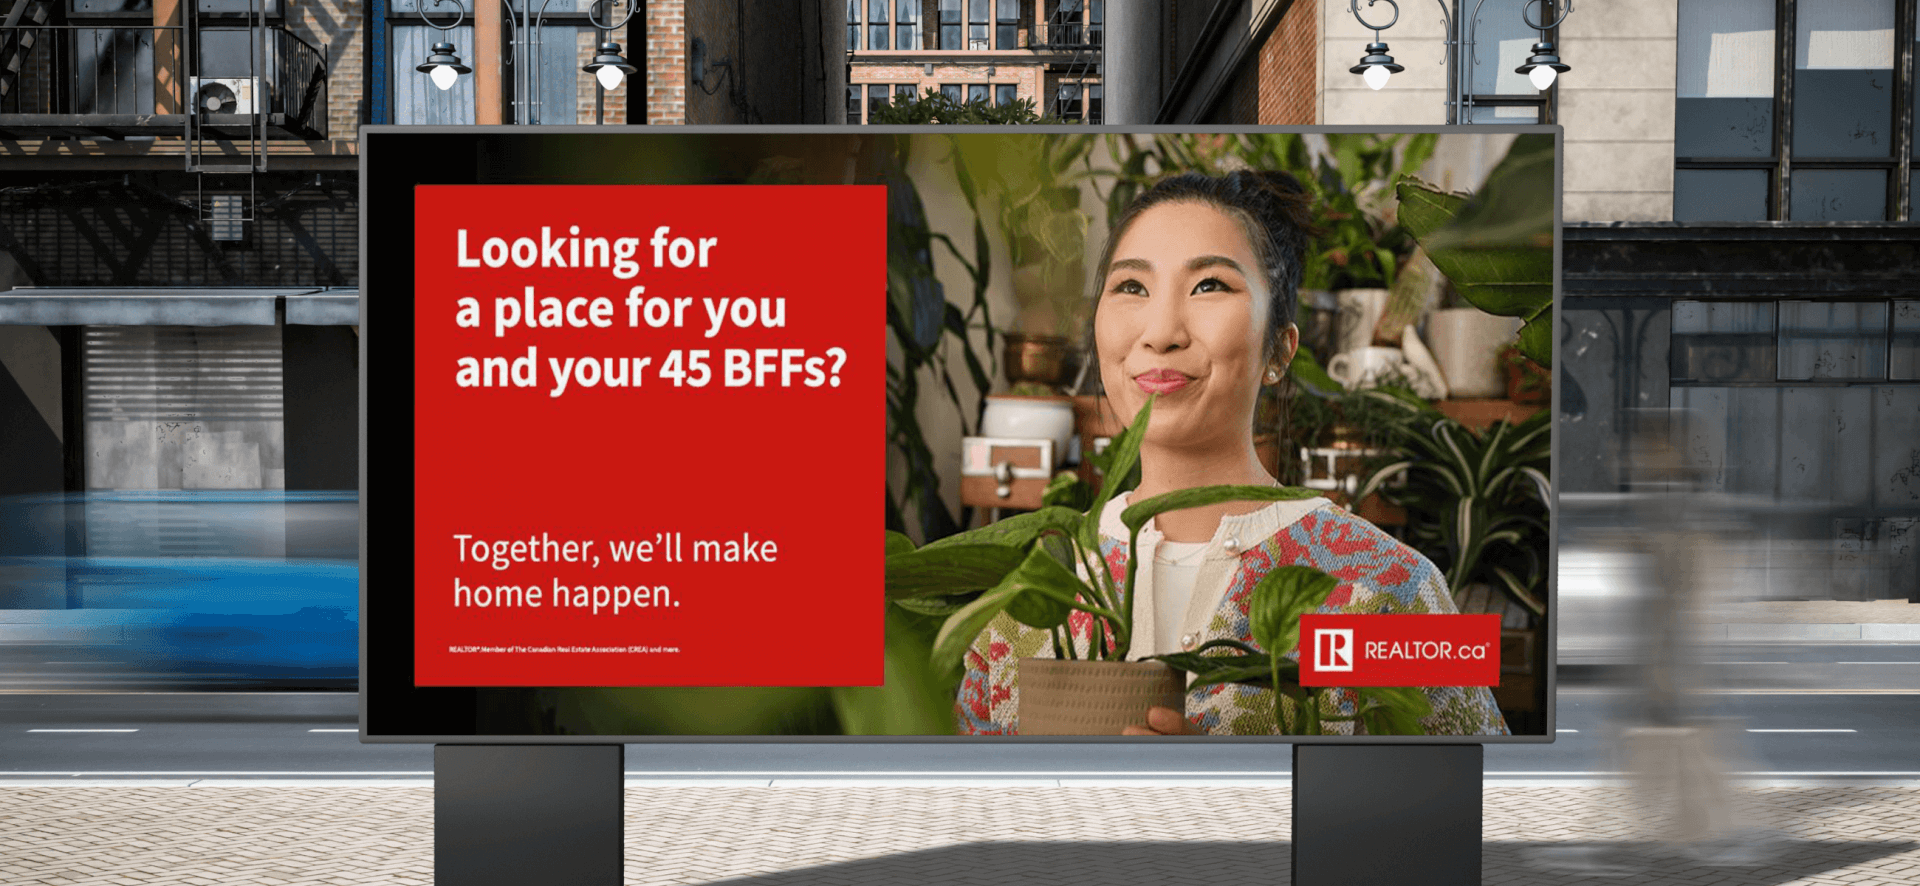 Looking for
a place for you
and your 45 BFFs?
Together, we'll make
home happen.
REALTOR® Member of The Canadian Real Estate Association (CREA) and more.
R REALTOR.ca®